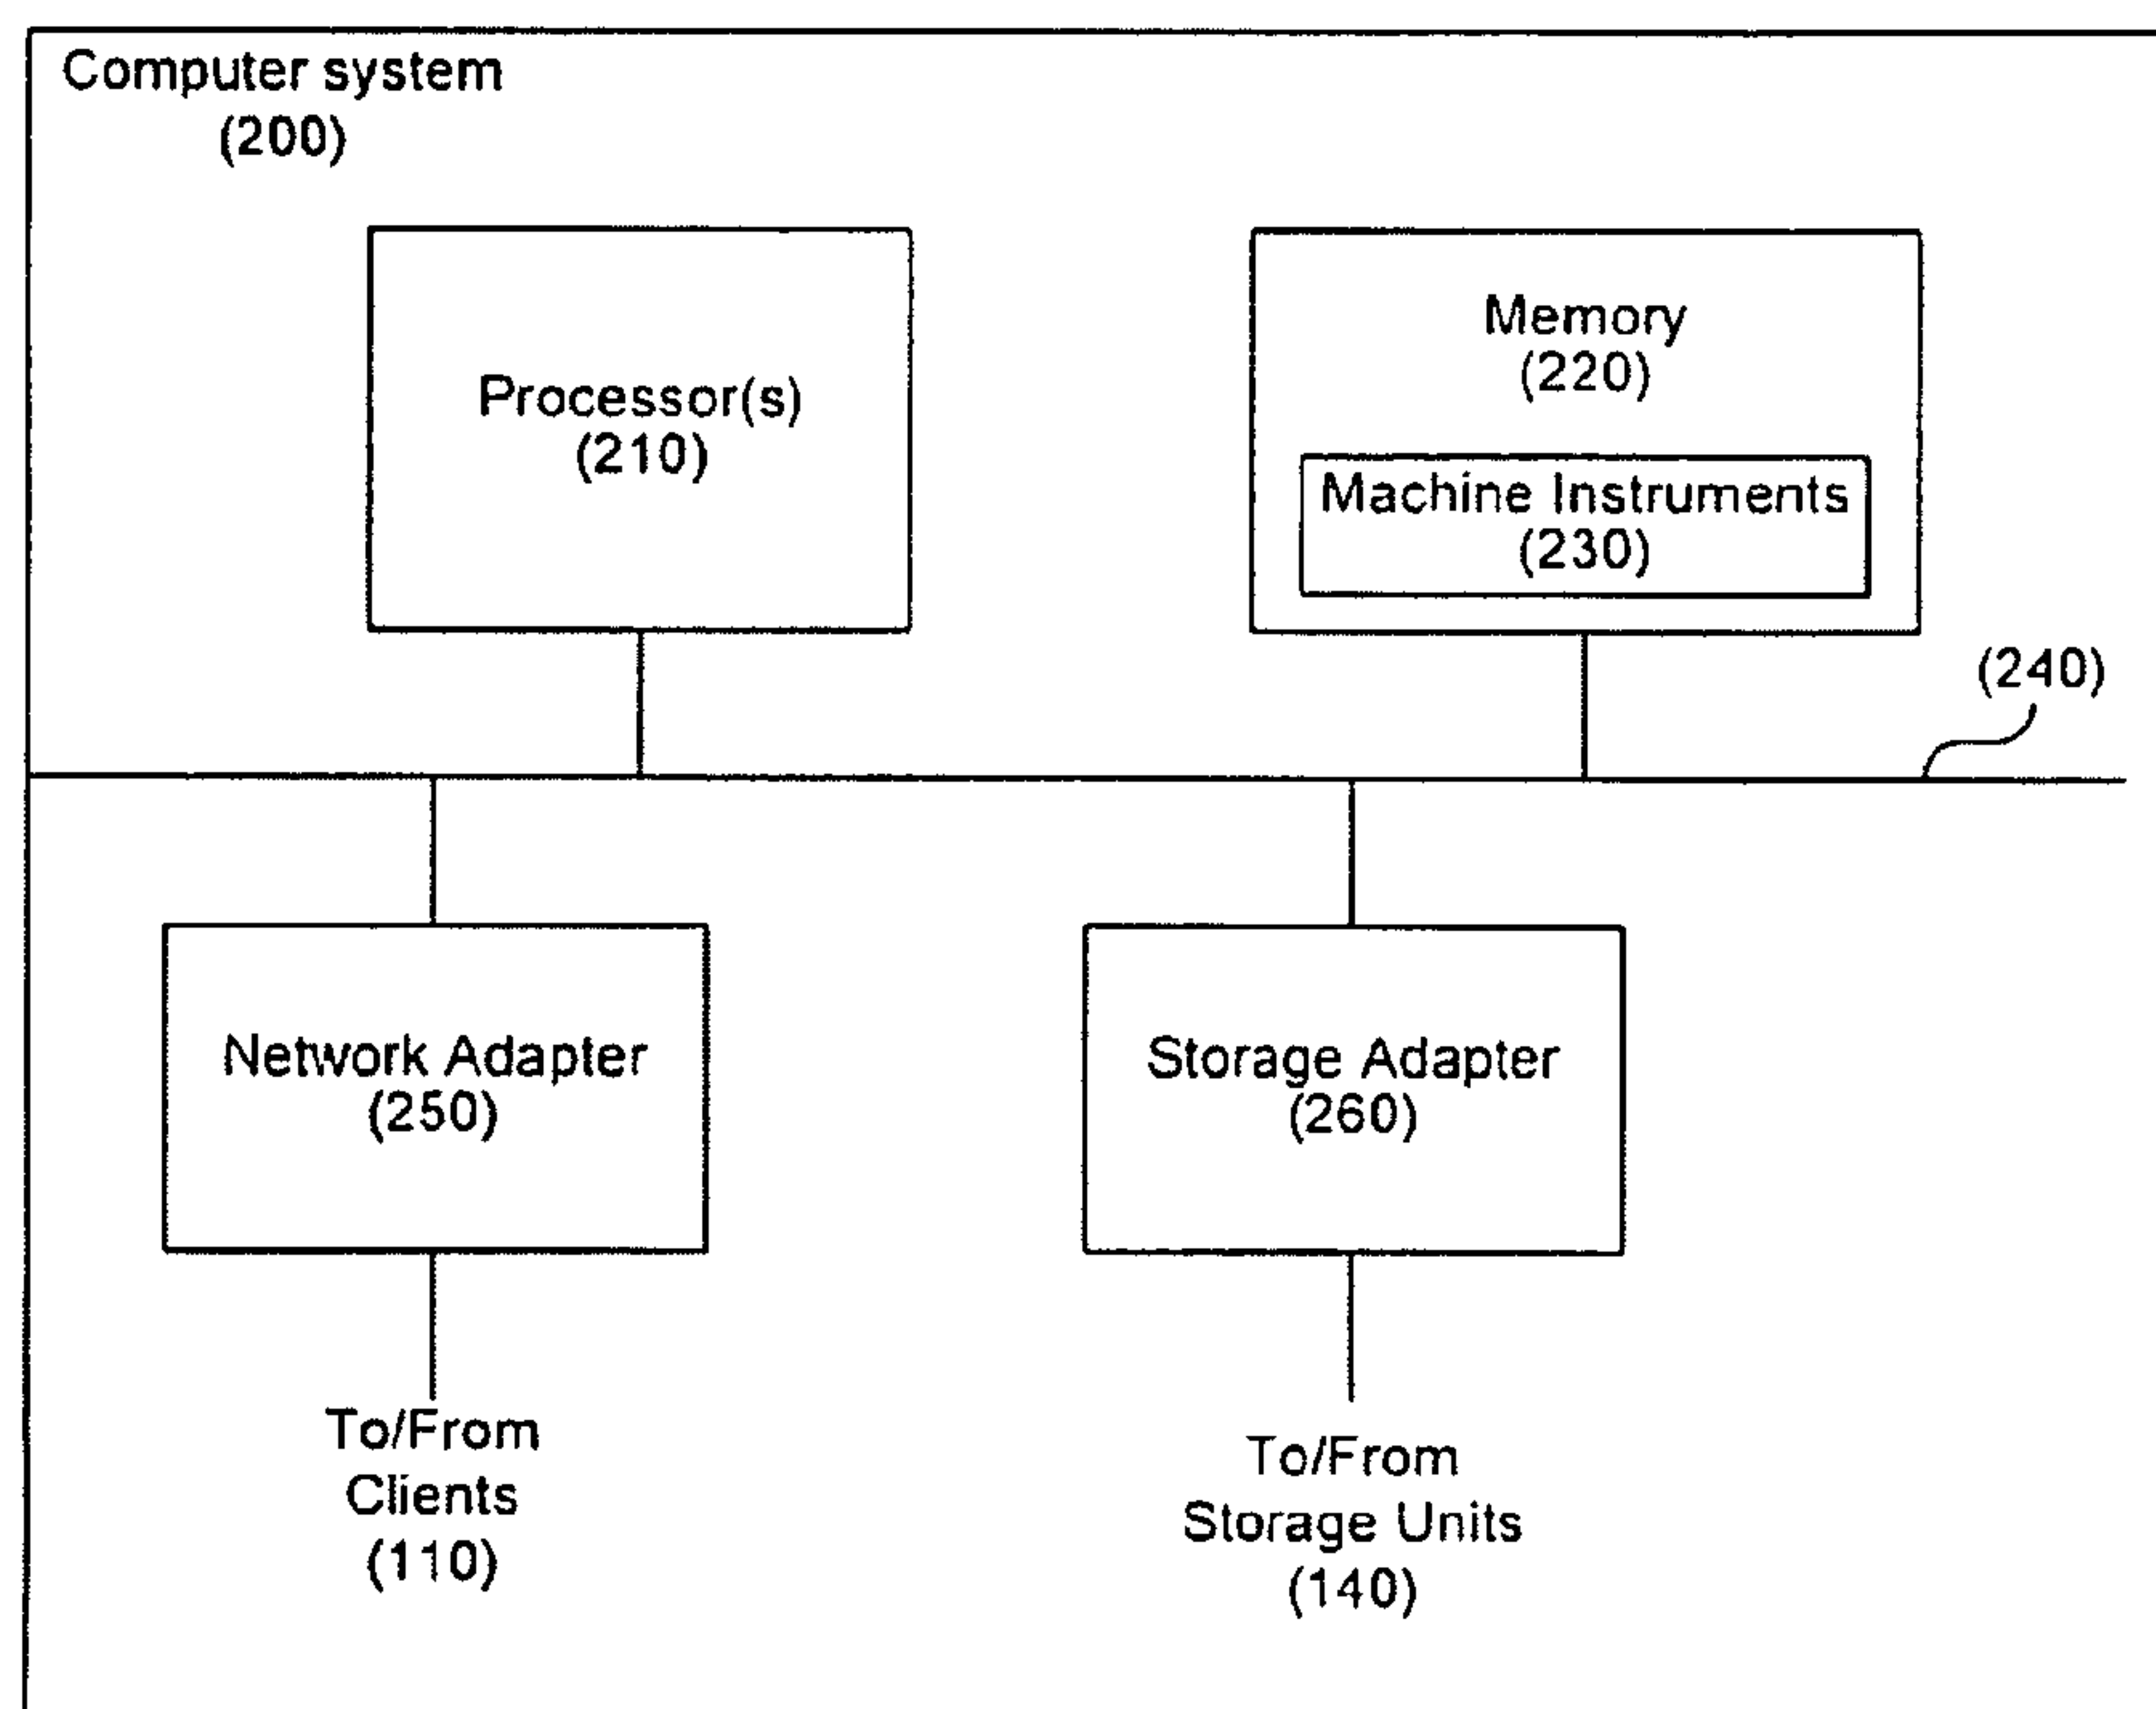 Computer system
(200)
Processor(s)
(210)
Memory
(220)
Machine Instruments
(230)
(240)
Network Adapter
(250)
Storage Adapter
(260)
To/From
Clients
(110)
To/From
Storage Units
(140)